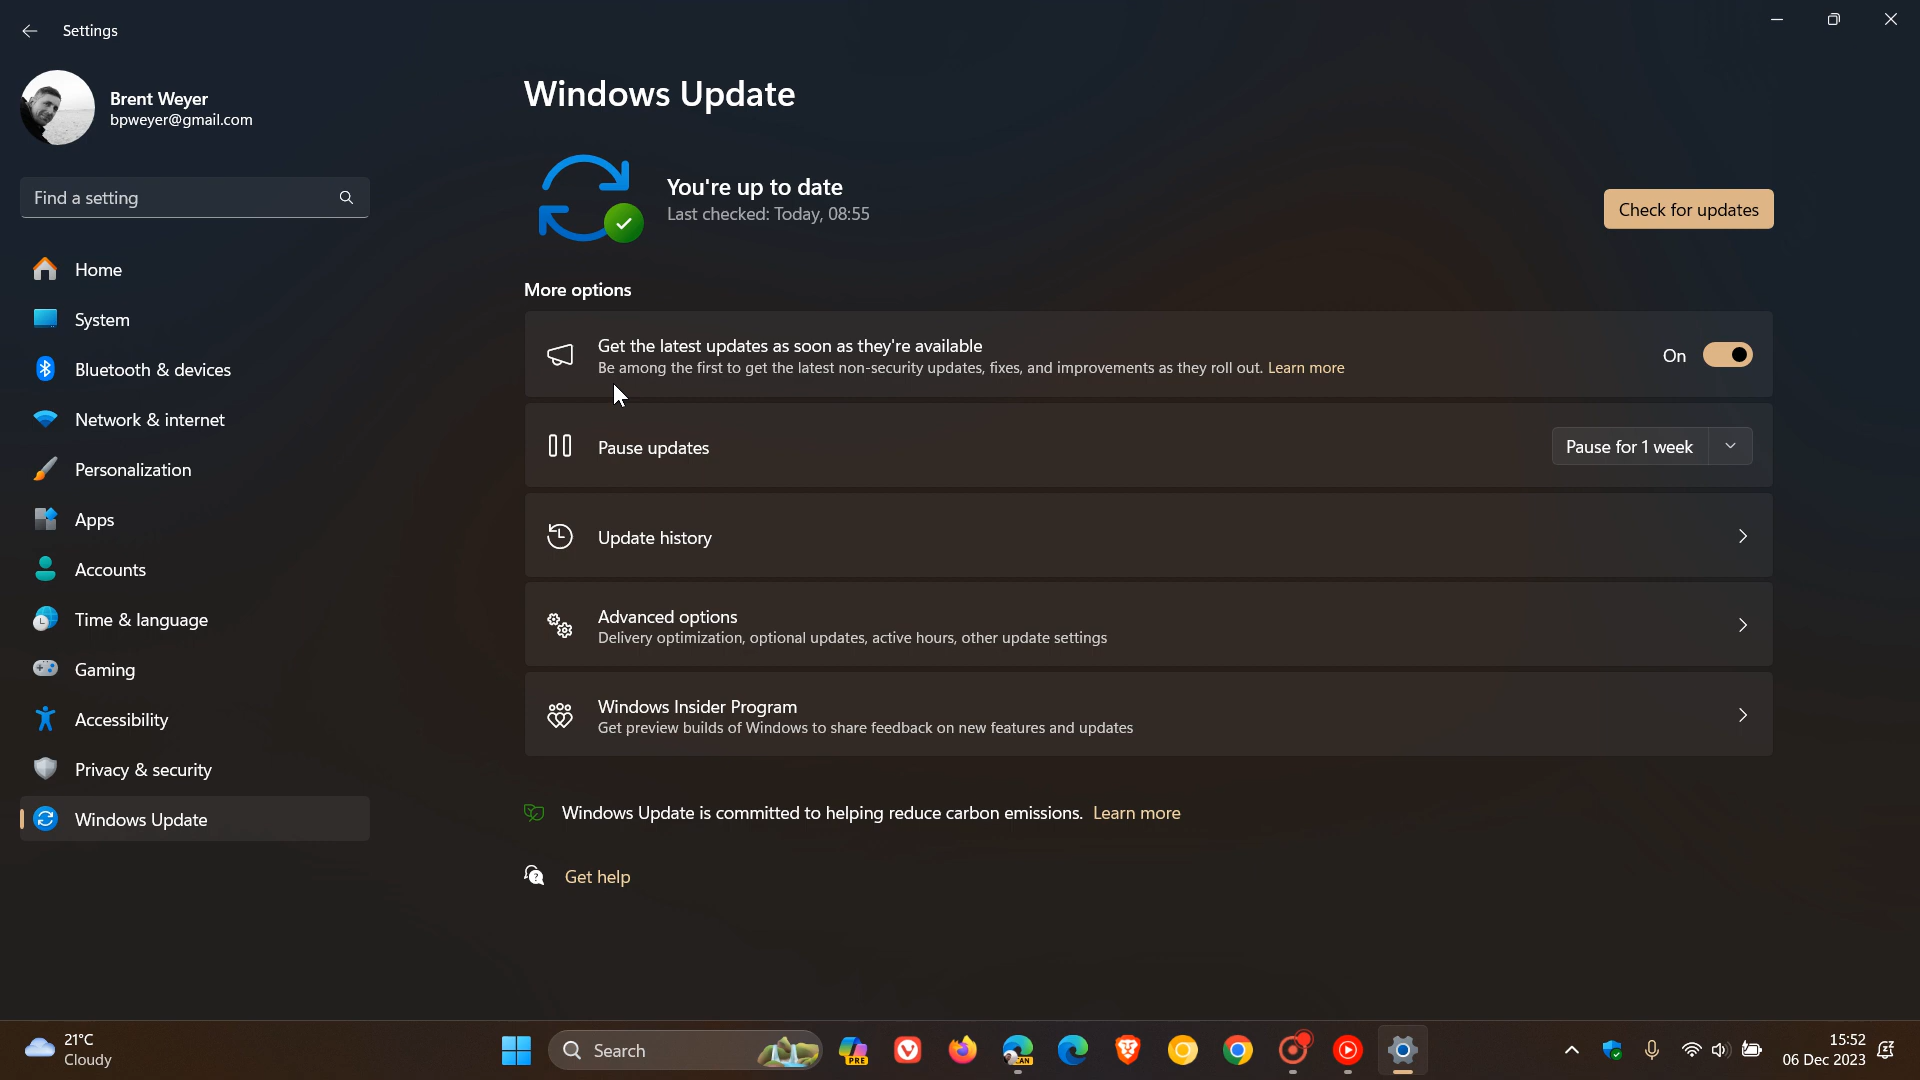 Settings
Brent Weyer
bpweyer@gmail.com
Find a setting
Home
System
Bluetooth & devices
Network & internet
Personalization
Apps
Accounts
Time & language
Gaming
Accessibility
Privacy & security
Windows Update
Windows Update
You're up to date
Last checked: Today, 08:55
Check for updates
More options
Get the latest updates as soon as they're available
Be among the first to get the latest non-security updates, fixes, and improvements as they roll out. Learn more
On
Pause updates
Pause for 1 week
Update history
Advanced options
Delivery optimization, optional updates, active hours, other update settings
Windows Insider Program
Get preview builds of Windows to share feedback on new features and updates
Windows Update is committed to helping reduce carbon emissions. Learn more
Get help
21°C
Cloudy
Search
PRE
CAN
15:52
06 Dec 2023